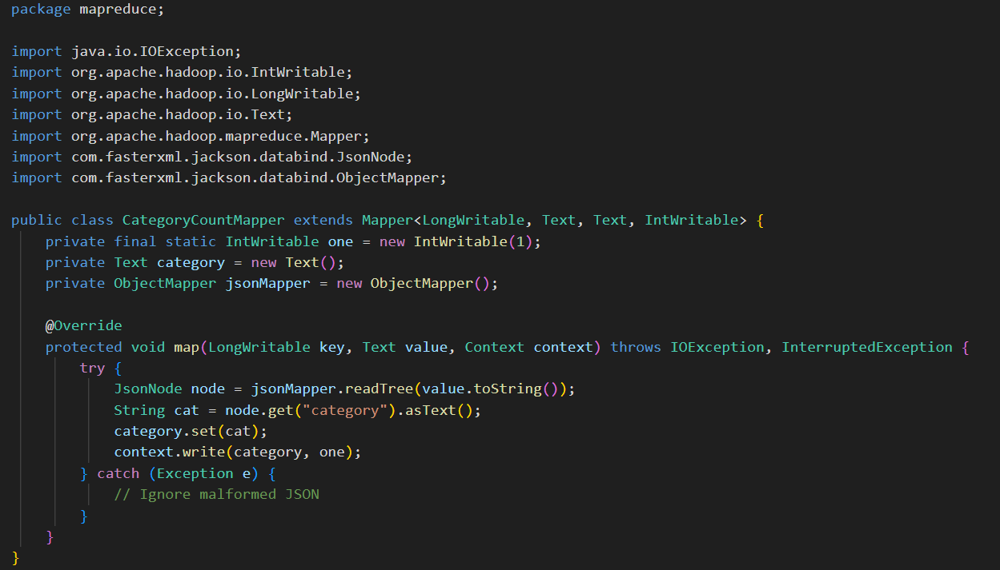 package mapreduce;

import java.io.IOException;
import org.apache.hadoop.io.IntWritable;
import org.apache.hadoop.io.LongWritable;
import org.apache.hadoop.io.Text;
import org.apache.hadoop.mapreduce.Mapper;
import com.fasterxml.jackson.databind.JsonNode;
import com.fasterxml.jackson.databind.ObjectMapper;

public class CategoryCountMapper extends Mapper<LongWritable, Text, Text, IntWritable> {
    private final static IntWritable one = new IntWritable(1);
    private Text category = new Text();
    private ObjectMapper jsonMapper = new ObjectMapper();

    @Override
    protected void map(LongWritable key, Text value, Context context) throws IOException, InterruptedException {
        try {
            JsonNode node = jsonMapper.readTree(value.toString());
            String cat = node.get("category").asText();
            category.set(cat);
            context.write(category, one);
        } catch (Exception e) {
            // Ignore malformed JSON
        }
    }
}